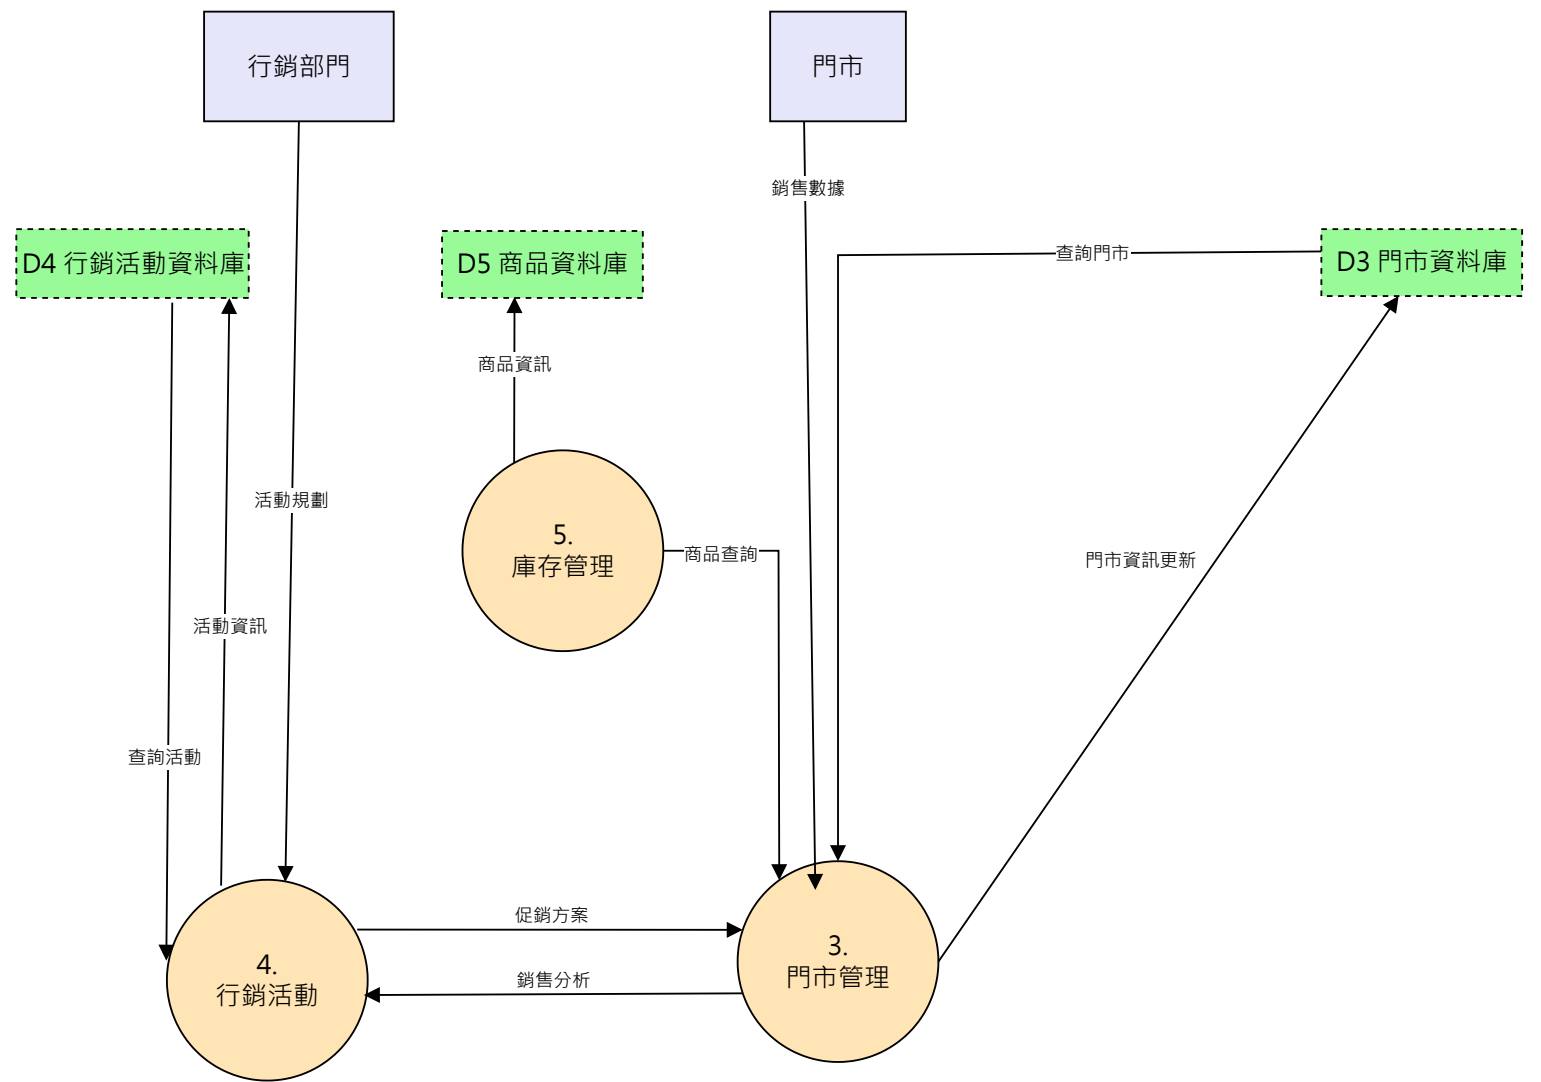 行銷部門
門市
銷售數據
查詢門市
D4 行銷活動資料庫
D5 商品資料庫
D3 門市資料庫
商品資訊
活動規劃
5.
庫存管理
商品查詢
門市資訊更新
活動資訊
查詢活動
促銷方案
3.
門市管理
4.
行銷活動
銷售分析